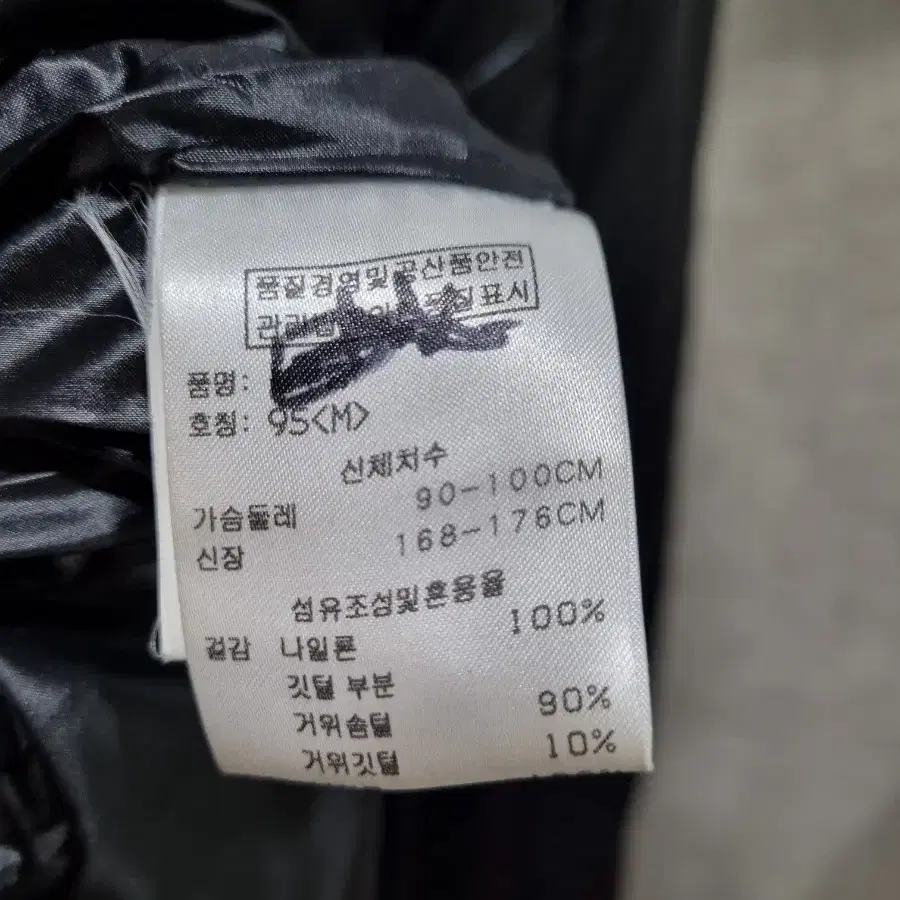 품질경영및공산품안전
품질표시
품명:
호칭: 95<M>
신체치수
가슴둘레 90-100CM
신장 168-176CM
섬유조성및혼용율
겉감 나일론 100%
깃털 부분
거위솜털 90%
거위깃털 10%